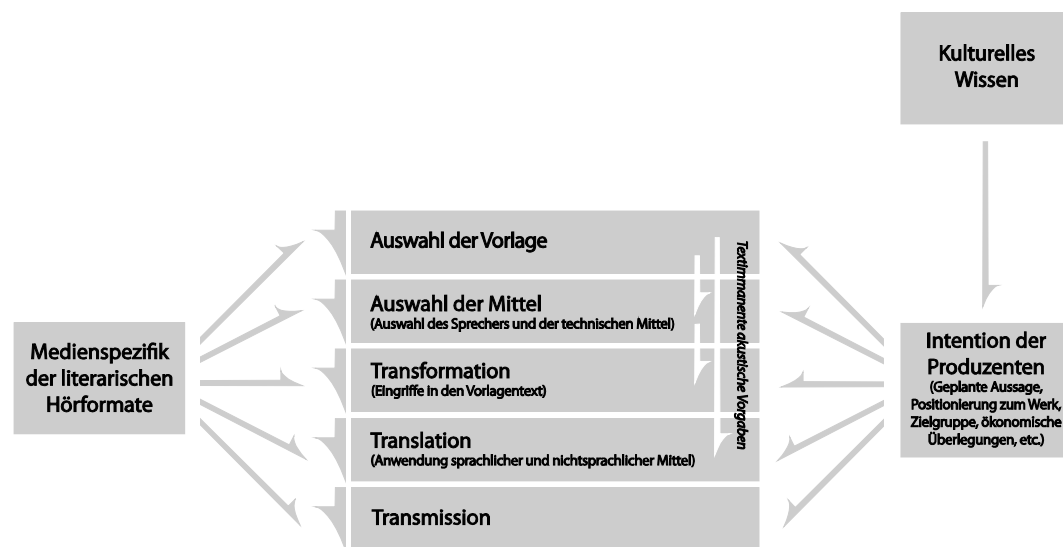 Kulturelles
Wissen
Auswahl der Vorlage
Auswahl der Mittel
(Auswahl des Sprechers und der technischen Mittel)
Transformation
(Eingriffe in den Vorlagentext)
Translation
(Anwendung sprachlicher und nichtsprachlicher Mittel)
Transmission
Textimmanente akustische Vorgaben
Medienspezifik
der literarischen
Hörformate
Intention der
Produzenten
(Geplante Aussage,
Positionierung zum Werk,
Zielgruppe, ökonomische
Überlegungen, etc.)